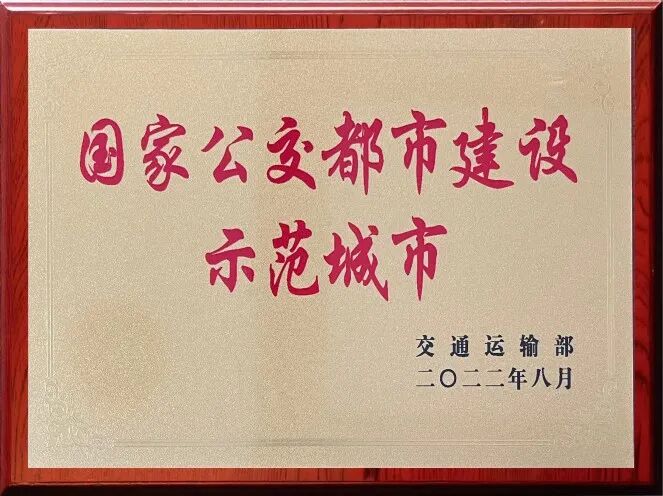 国家公交都市建设
示范城市
交通运输部
二〇二二年八月